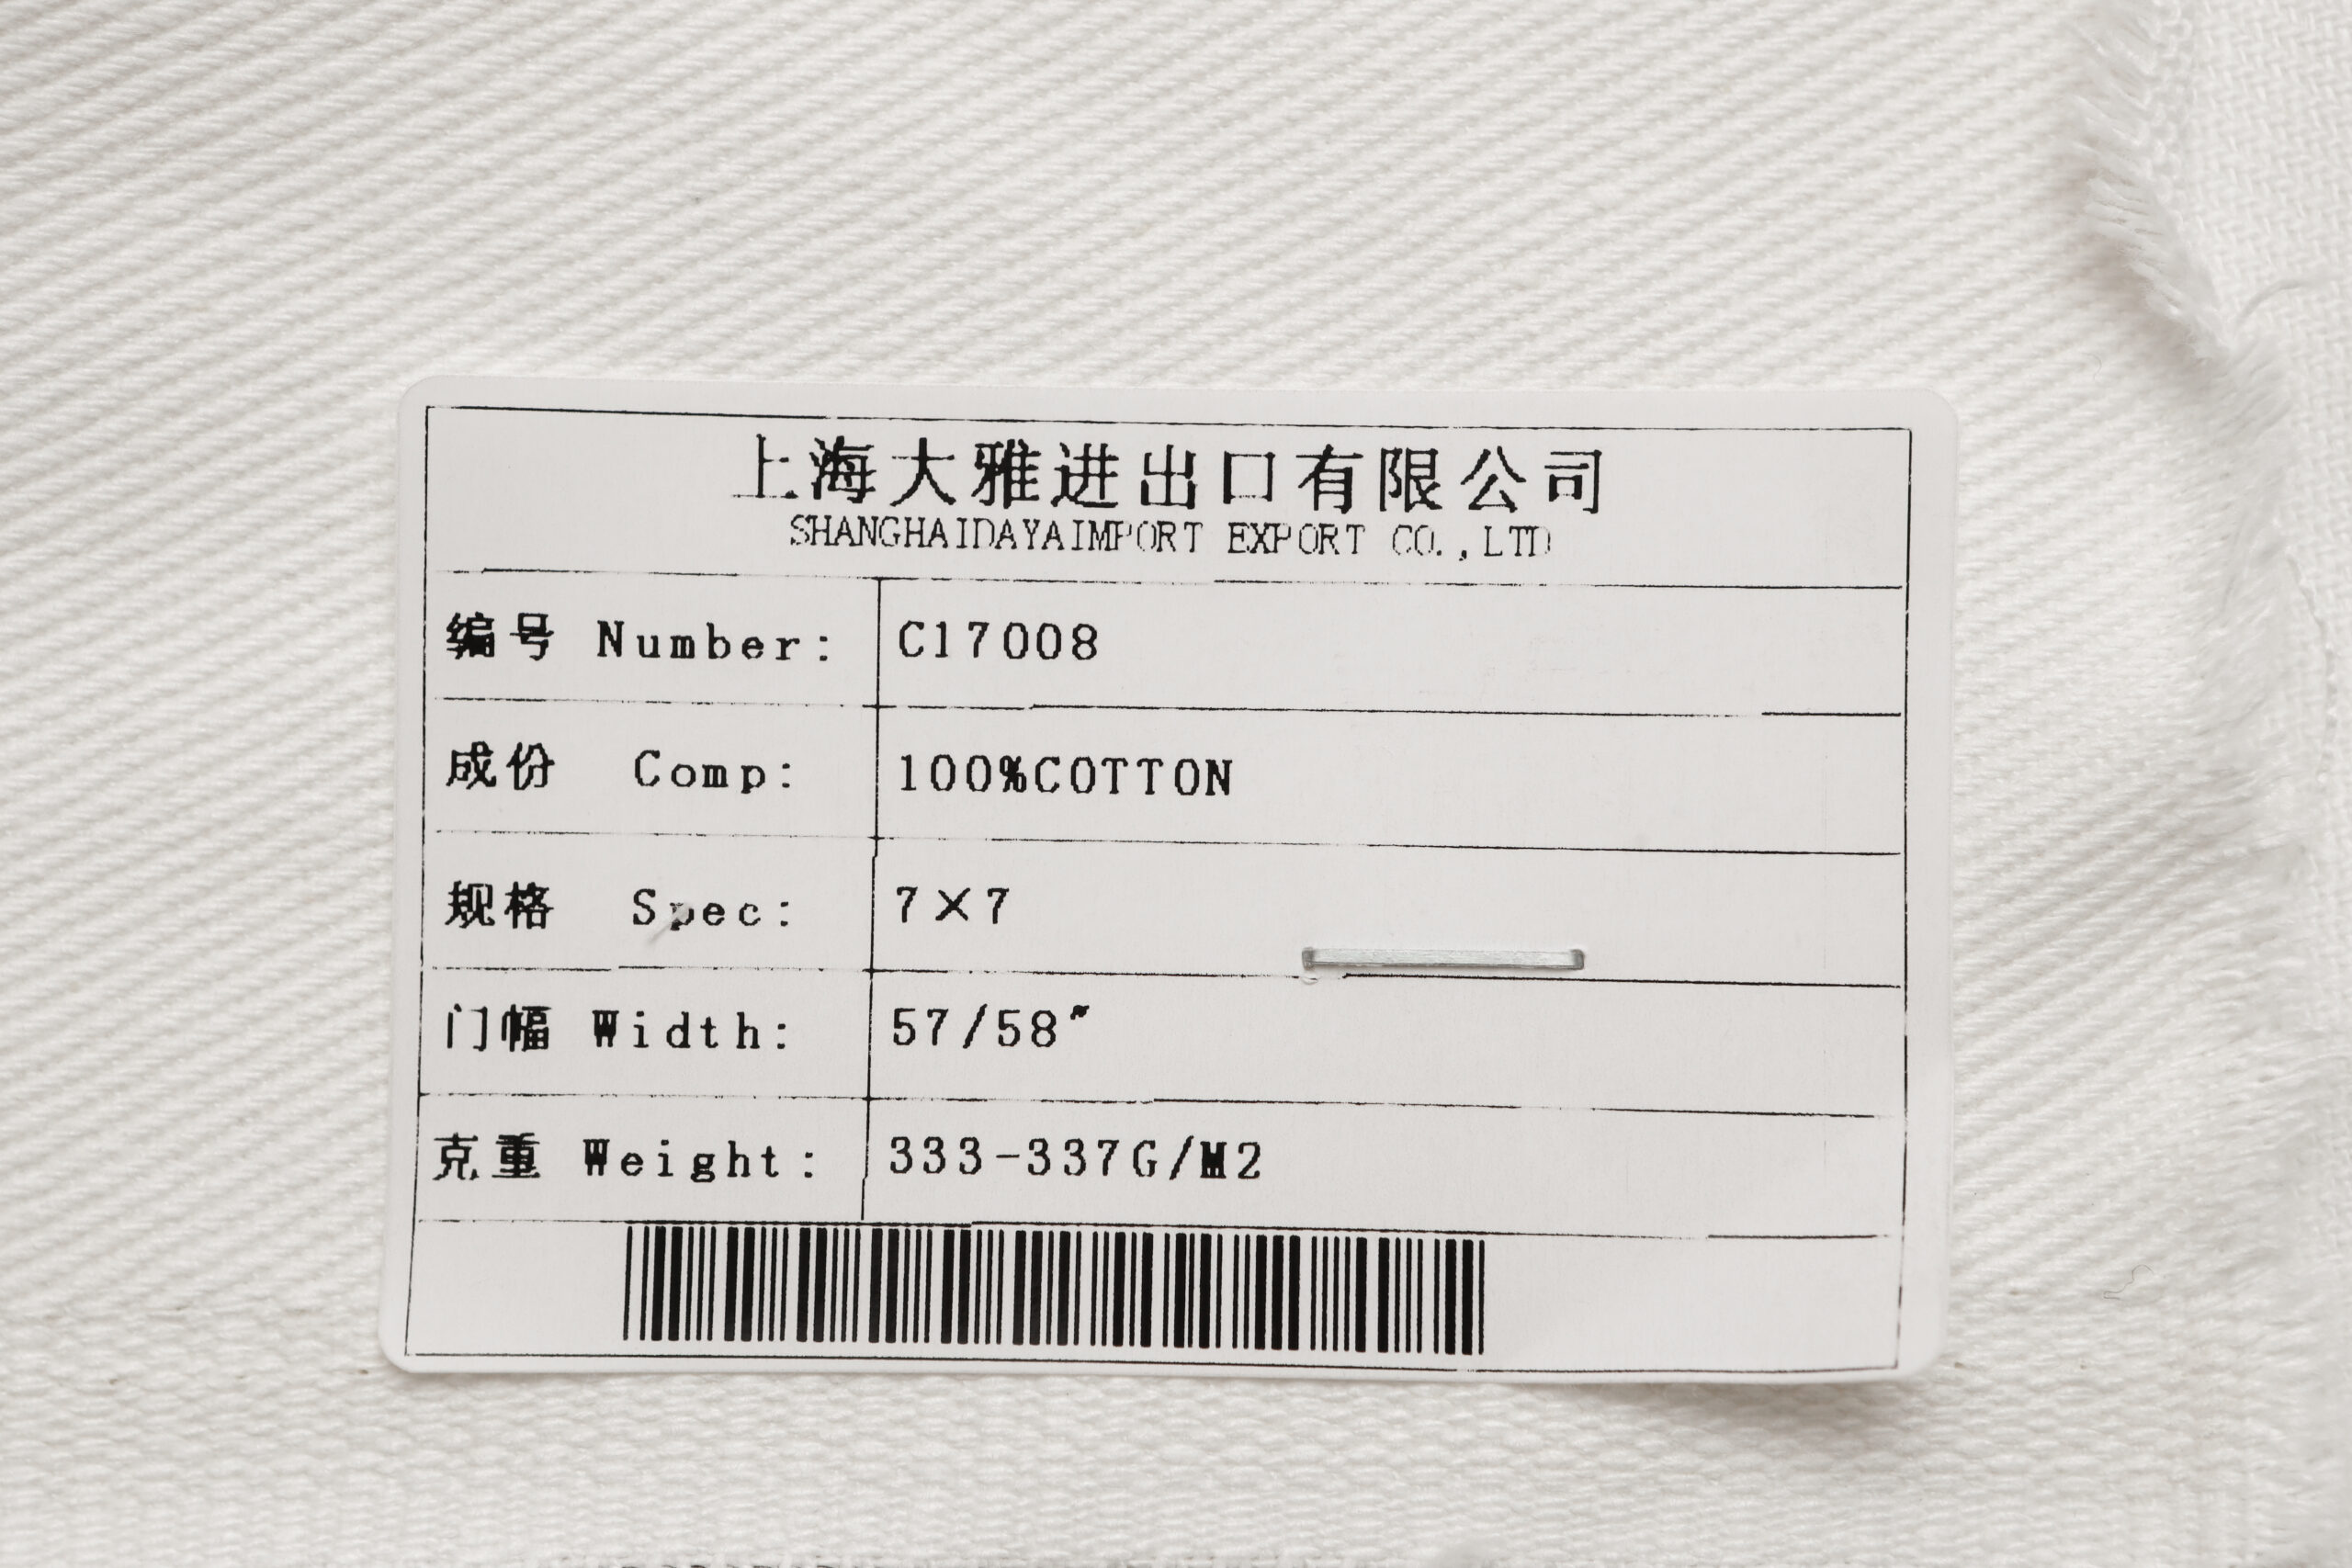 上海大雅进出口有限公司
SHANGHAIDAYAIMPORT EXPORT CO.,LTD
编号 Number: C17008
成份 Comp: 100%COTTON
规格 Spec: 7×7
门幅 Width: 57/58"
克重 Weight: 333-337G/M2